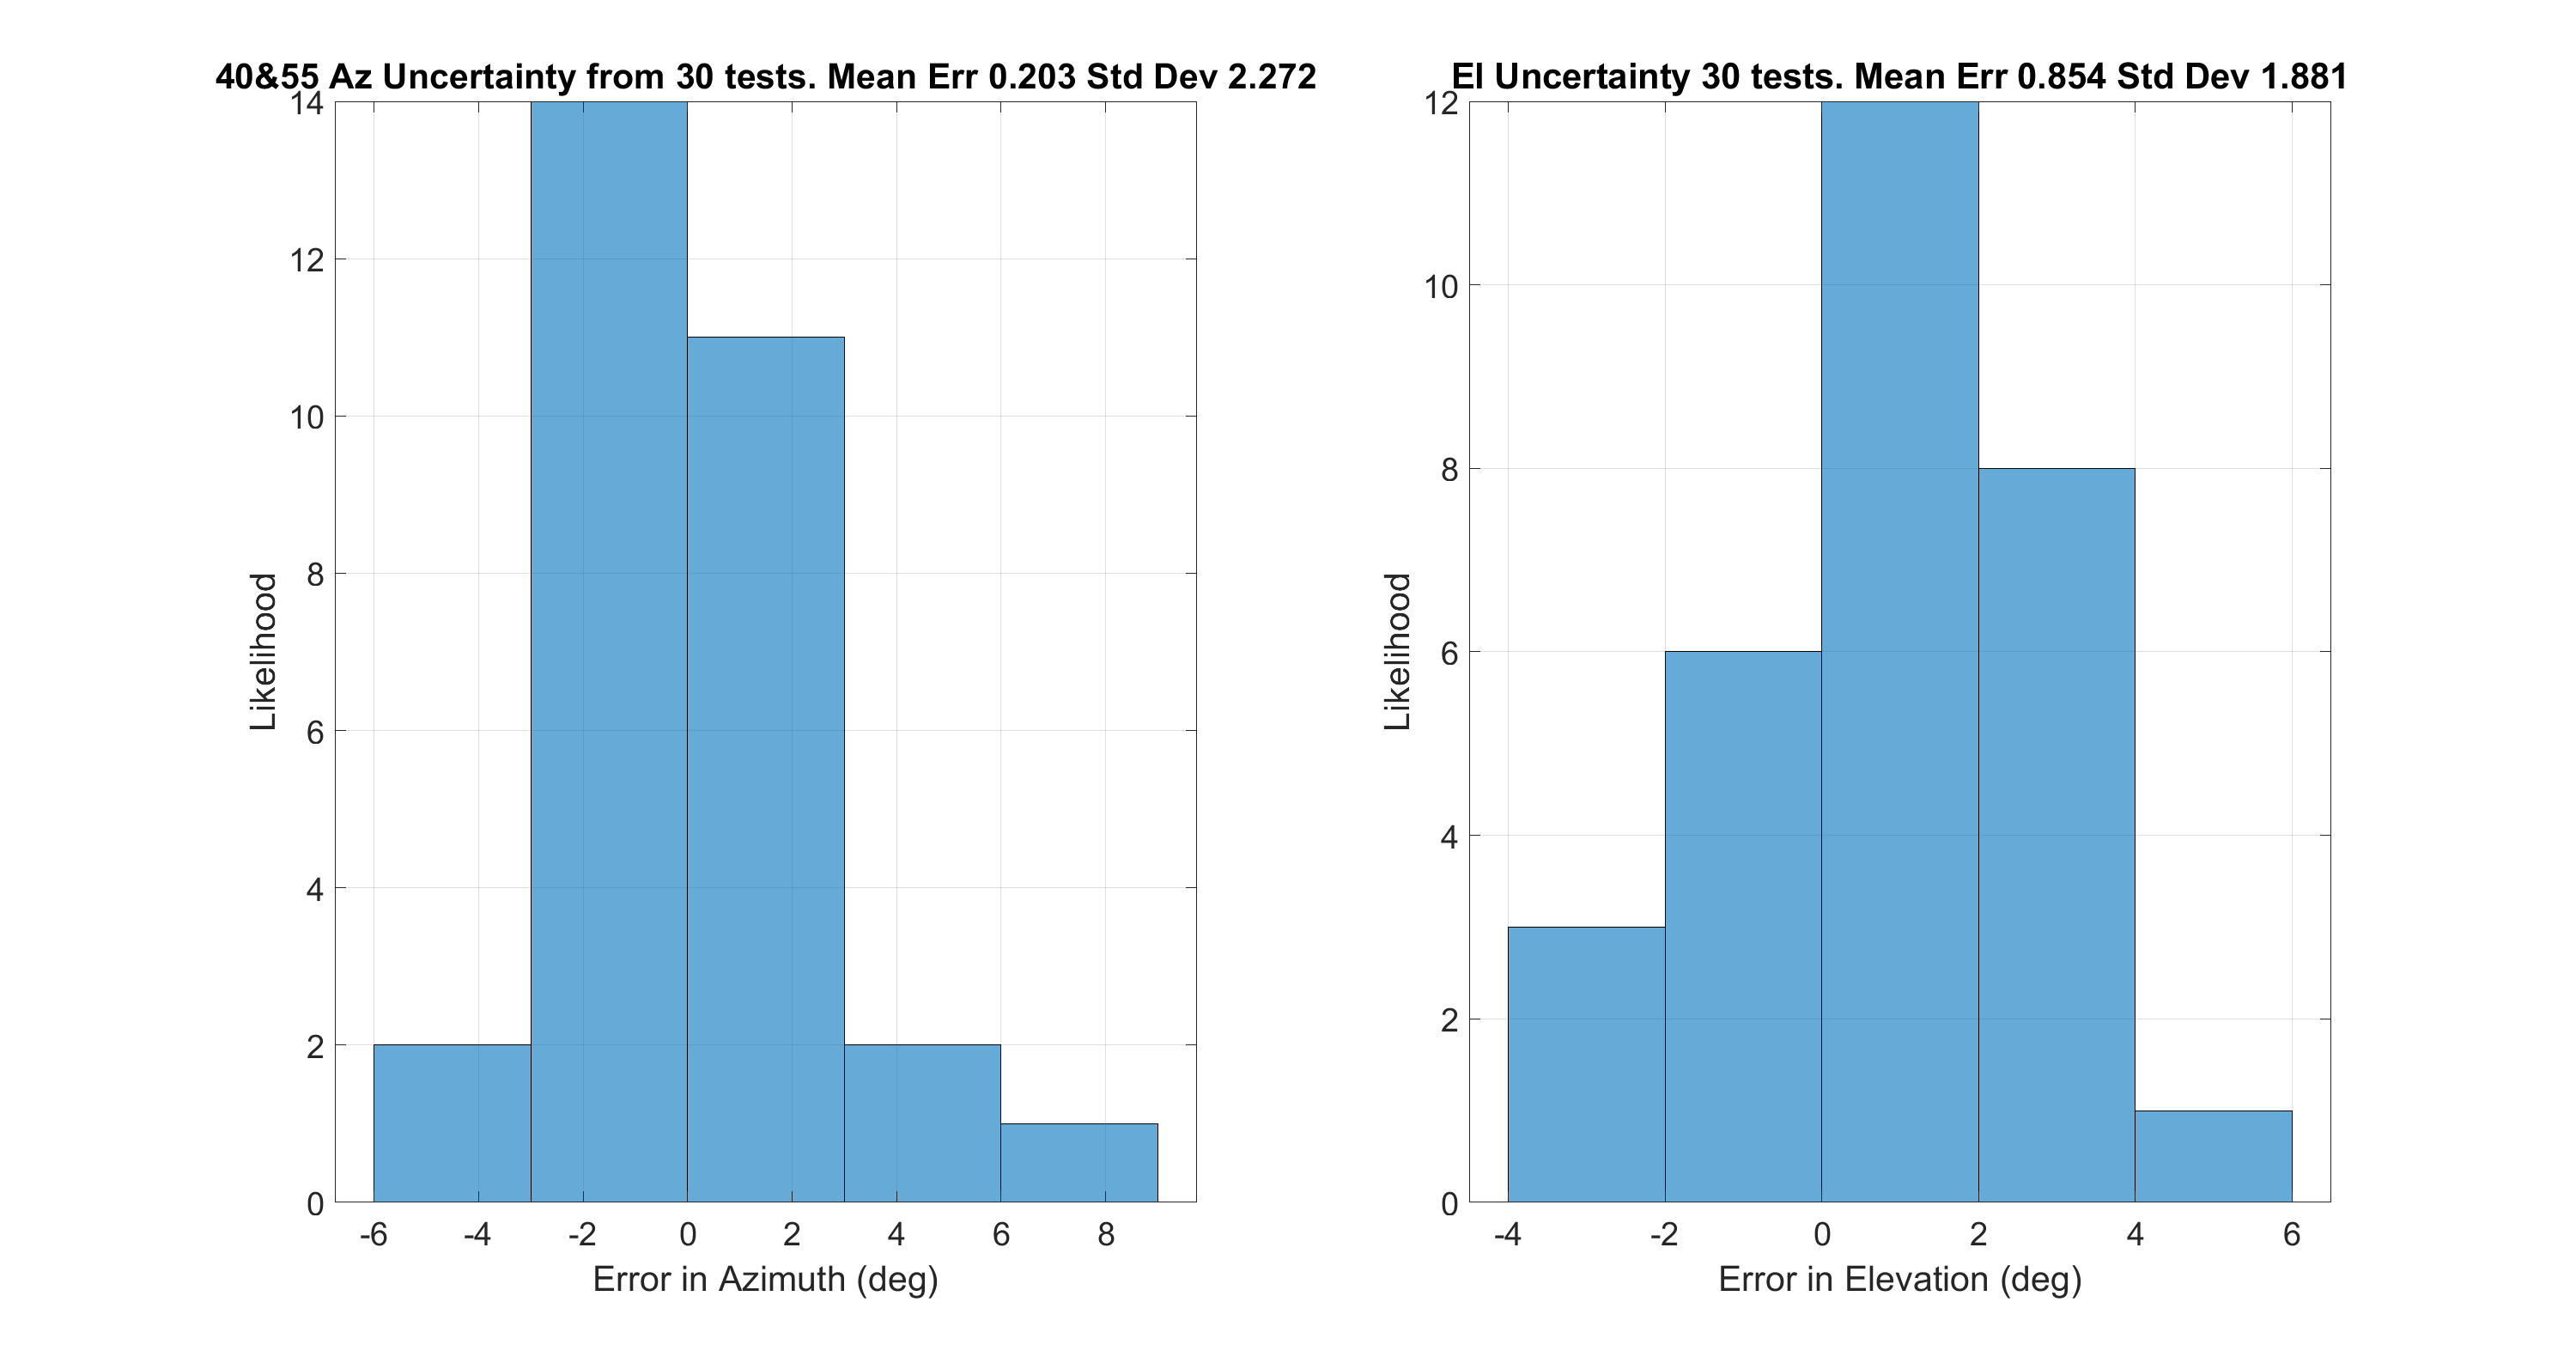 40&55 Az Uncertainty from 30 tests. Mean Err 0.203 Std Dev 2.272
14
12
10
8
6
4
2
0
Likelihood
-6 -4 -2 0 2 4 6 8
Error in Azimuth (deg)
El Uncertainty 30 tests. Mean Err 0.854 Std Dev 1.881
12
10
8
6
4
2
0
Likelihood
-4 -2 0 2 4 6
Error in Elevation (deg)